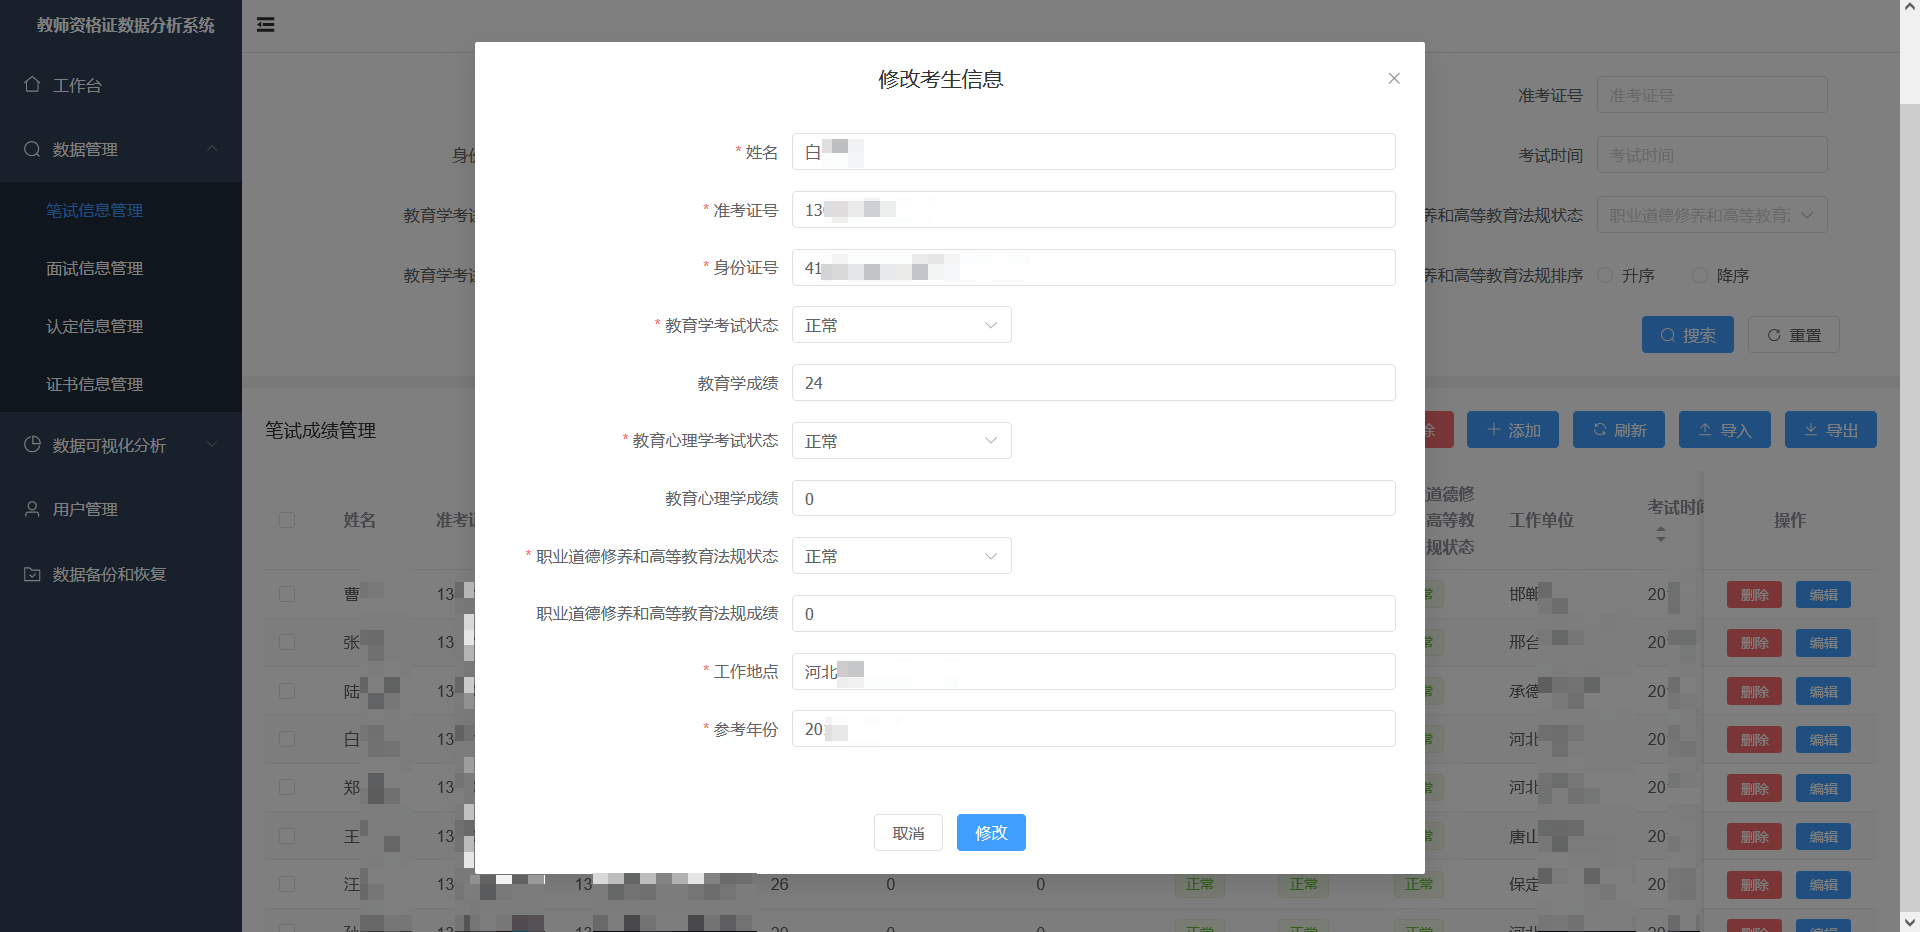 教师资格证数据分析系统
工作台
数据管理
笔试信息管理
面试信息管理
认定信息管理
证书信息管理
数据可视化分析
用户管理
数据备份和恢复
准考证号 准考证号
考试时间 考试时间
养和高等教育法规状态 职业道德修养和高等教育
养和高等教育法规排序 升序 降序
教育学考
教育学考
搜索 重置
笔试成绩管理
除 添加 刷新 导入 导出
姓名 准考证
道德修
高等教
规状态
工作单位 考试时间 操作
曹 13 常 邯郸 20 删除 编辑
张 13 常 邢台 20 删除 编辑
陆 13 常 承德 20 删除 编辑
白 13 常 河北 20 删除 编辑
郑 13 常 河北 20 删除 编辑
王 13 常 唐山 20 删除 编辑
汪 13 13 26 0 0 正常 正常 正常 保定 20 删除 编辑
修改考生信息
* 姓名 白
* 准考证号 13
* 身份证号 41
* 教育学考试状态 正常
教育学成绩 24
* 教育心理学考试状态 正常
教育心理学成绩 0
* 职业道德修养和高等教育法规状态 正常
职业道德修养和高等教育法规成绩 0
* 工作地点 河北
* 参考年份 20
取消 修改